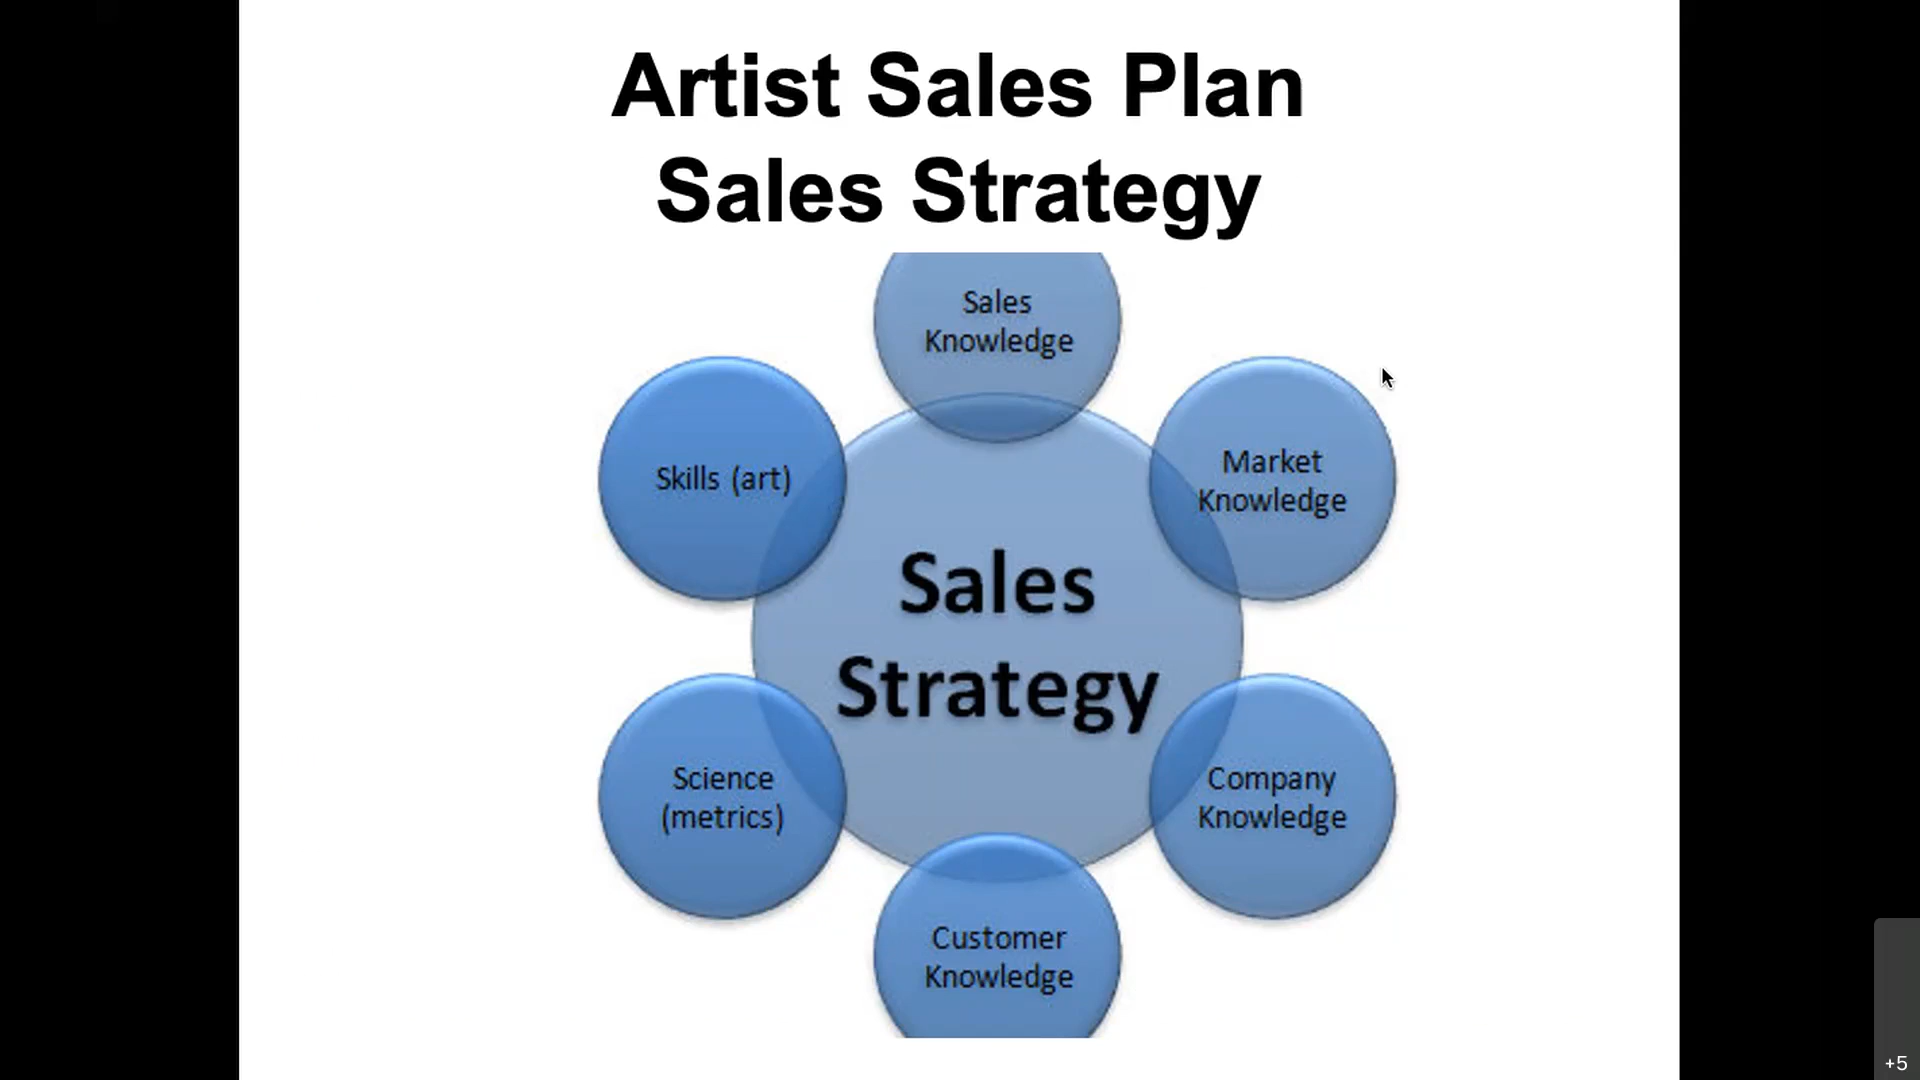 Artist Sales Plan
Sales Strategy
Sales
Knowledge
Skills (art)
Market
Knowledge
Sales
Strategy
Science
(metrics)
Company
Knowledge
Customer
Knowledge
+5